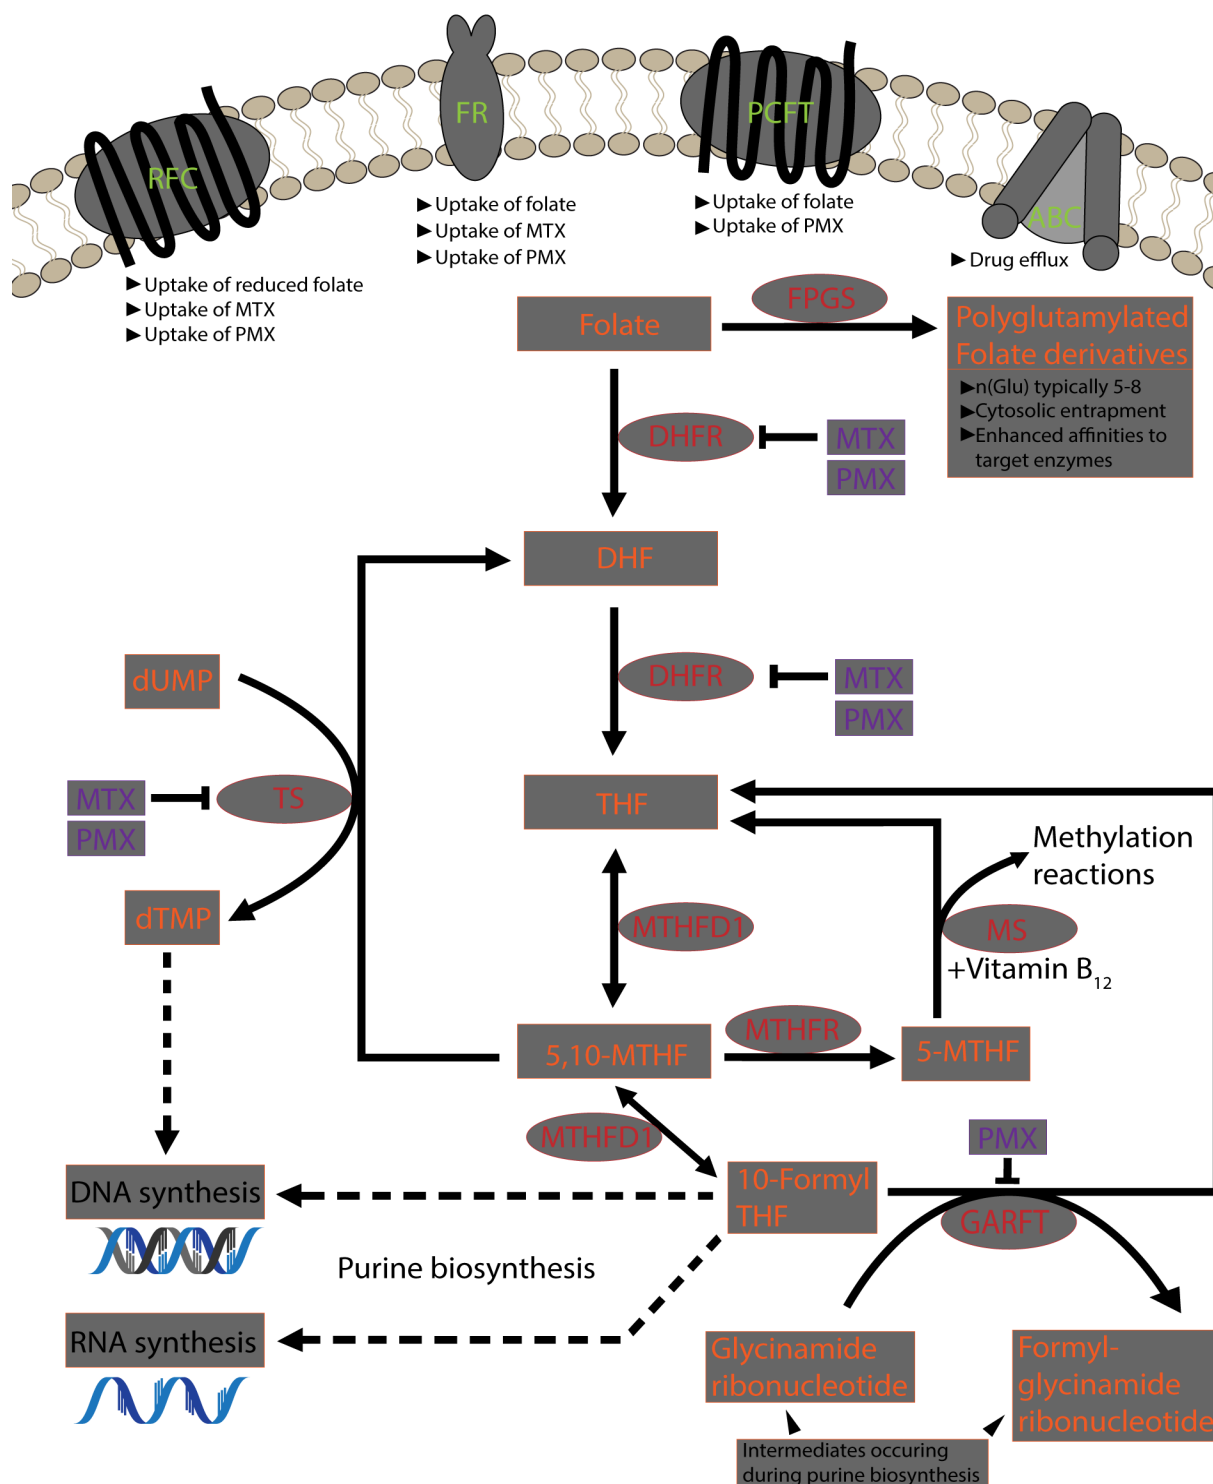 FR
PCFT
RFC
ABC
►Uptake of folate
►Uptake of MTX
►Uptake of PMX
►Uptake of folate
►Uptake of PMX
►Drug efflux
►Uptake of reduced folate
►Uptake of MTX
►Uptake of PMX
Folate
FPGS
Polyglutamylated
Folate derivatives
►n(Glu) typically 5-8
►Cytosolic entrapment
►Enhanced affinities to
target enzymes
DHFR
MTX
PMX
DHF
dUMP
DHFR
MTX
PMX
MTX
PMX
TS
THF
Methylation
reactions
dTMP
MTHFD1
MS
+Vitamin B12
5,10-MTHF
MTHFR
5-MTHF
MTHFD1
PMX
DNA synthesis
10-Formyl
THF
GARFT
Purine biosynthesis
RNA synthesis
Glycinamide
ribonucleotide
Formyl-
glycinamide
ribonucleotide
Intermediates occuring
during purine biosynthesis